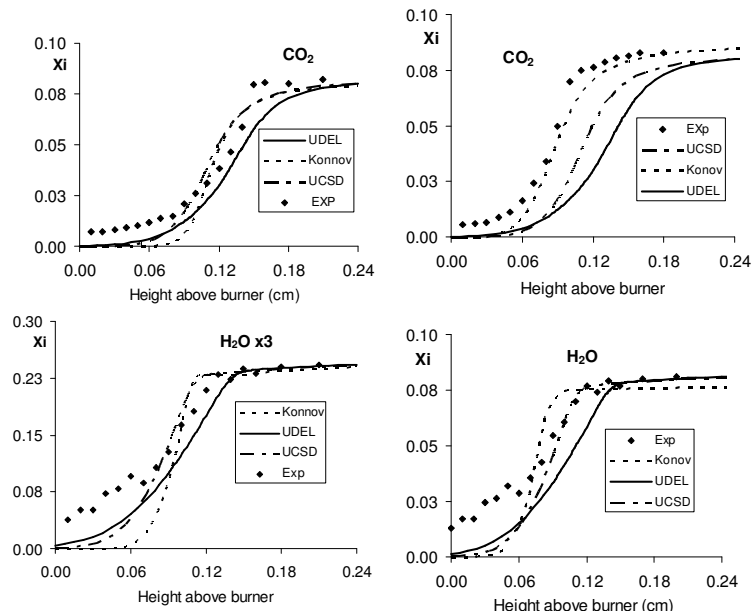 0.10
Xi
CO₂
0.08
0.05
0.03
0.00
UDEL
Konnov
UCSD
EXP
0.00 0.06 0.12 0.18 0.24
Height above burner (cm)
0.10
Xi
CO₂
0.08
0.05
0.03
0.00
EXp
UCSD
Konov
UDEL
0.00 0.06 0.12 0.18 0.24
Height above burner
0.30
Xi
H₂O x3
0.23
0.15
0.08
0.00
Konnov
UDEL
UCSD
Exp
0.00 0.06 0.12 0.18 0.24
Height above burner
0.10
Xi
H₂O
0.08
0.05
0.03
0.00
Exp
Konov
UDEL
UCSD
0.00 0.06 0.12 0.18 0.24
Height above burner (cm)